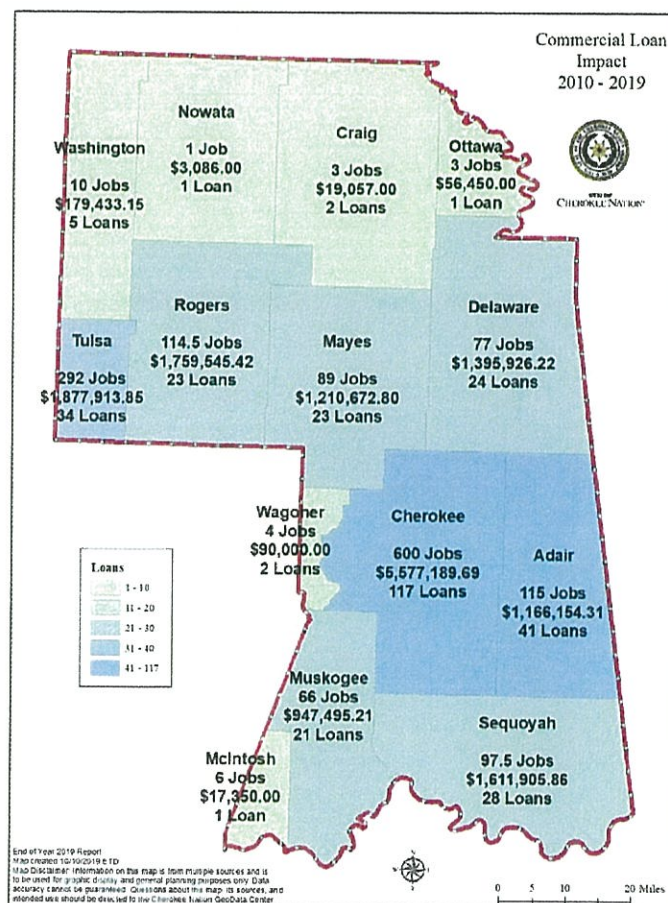 Commercial Loan
Impact
2010 - 2019
CHEROKEE NATION
Nowata
1 Job
$3,086.00
1 Loan
Washington
10 Jobs
$179,433.15
5 Loans
Craig
3 Jobs
$19,057.00
2 Loans
Ottawa
3 Jobs
$56,450.00
1 Loan
Rogers
114.5 Jobs
$1,759,545.42
23 Loans
Tulsa
292 Jobs
$1,877,913.85
34 Loans
Mayes
89 Jobs
$1,210,672.80
23 Loans
Delaware
77 Jobs
$1,395,926.22
24 Loans
Wagoner
4 Jobs
$90,000.00
2 Loans
Cherokee
600 Jobs
$5,577,189.69
117 Loans
Adair
115 Jobs
$1,166,154.31
41 Loans
Loans
1 - 10
11 - 20
21 - 30
31 - 40
41 - 117
Muskogee
66 Jobs
$947,495.21
21 Loans
McIntosh
6 Jobs
$17,350.00
1 Loan
Sequoyah
97.5 Jobs
$1,611,905.86
28 Loans
End of Year 2019 Report
Map created 10/10/2019 ETD
Map Disclaimer: Information on this map is from multiple sources and is
to be used for graphic display and general planning purposes only. Data
accuracy cannot be guaranteed. Questions about this map, its sources, and
intended use should be directed to the Cherokee Nation GeoData Center
0 5 10 20 Miles